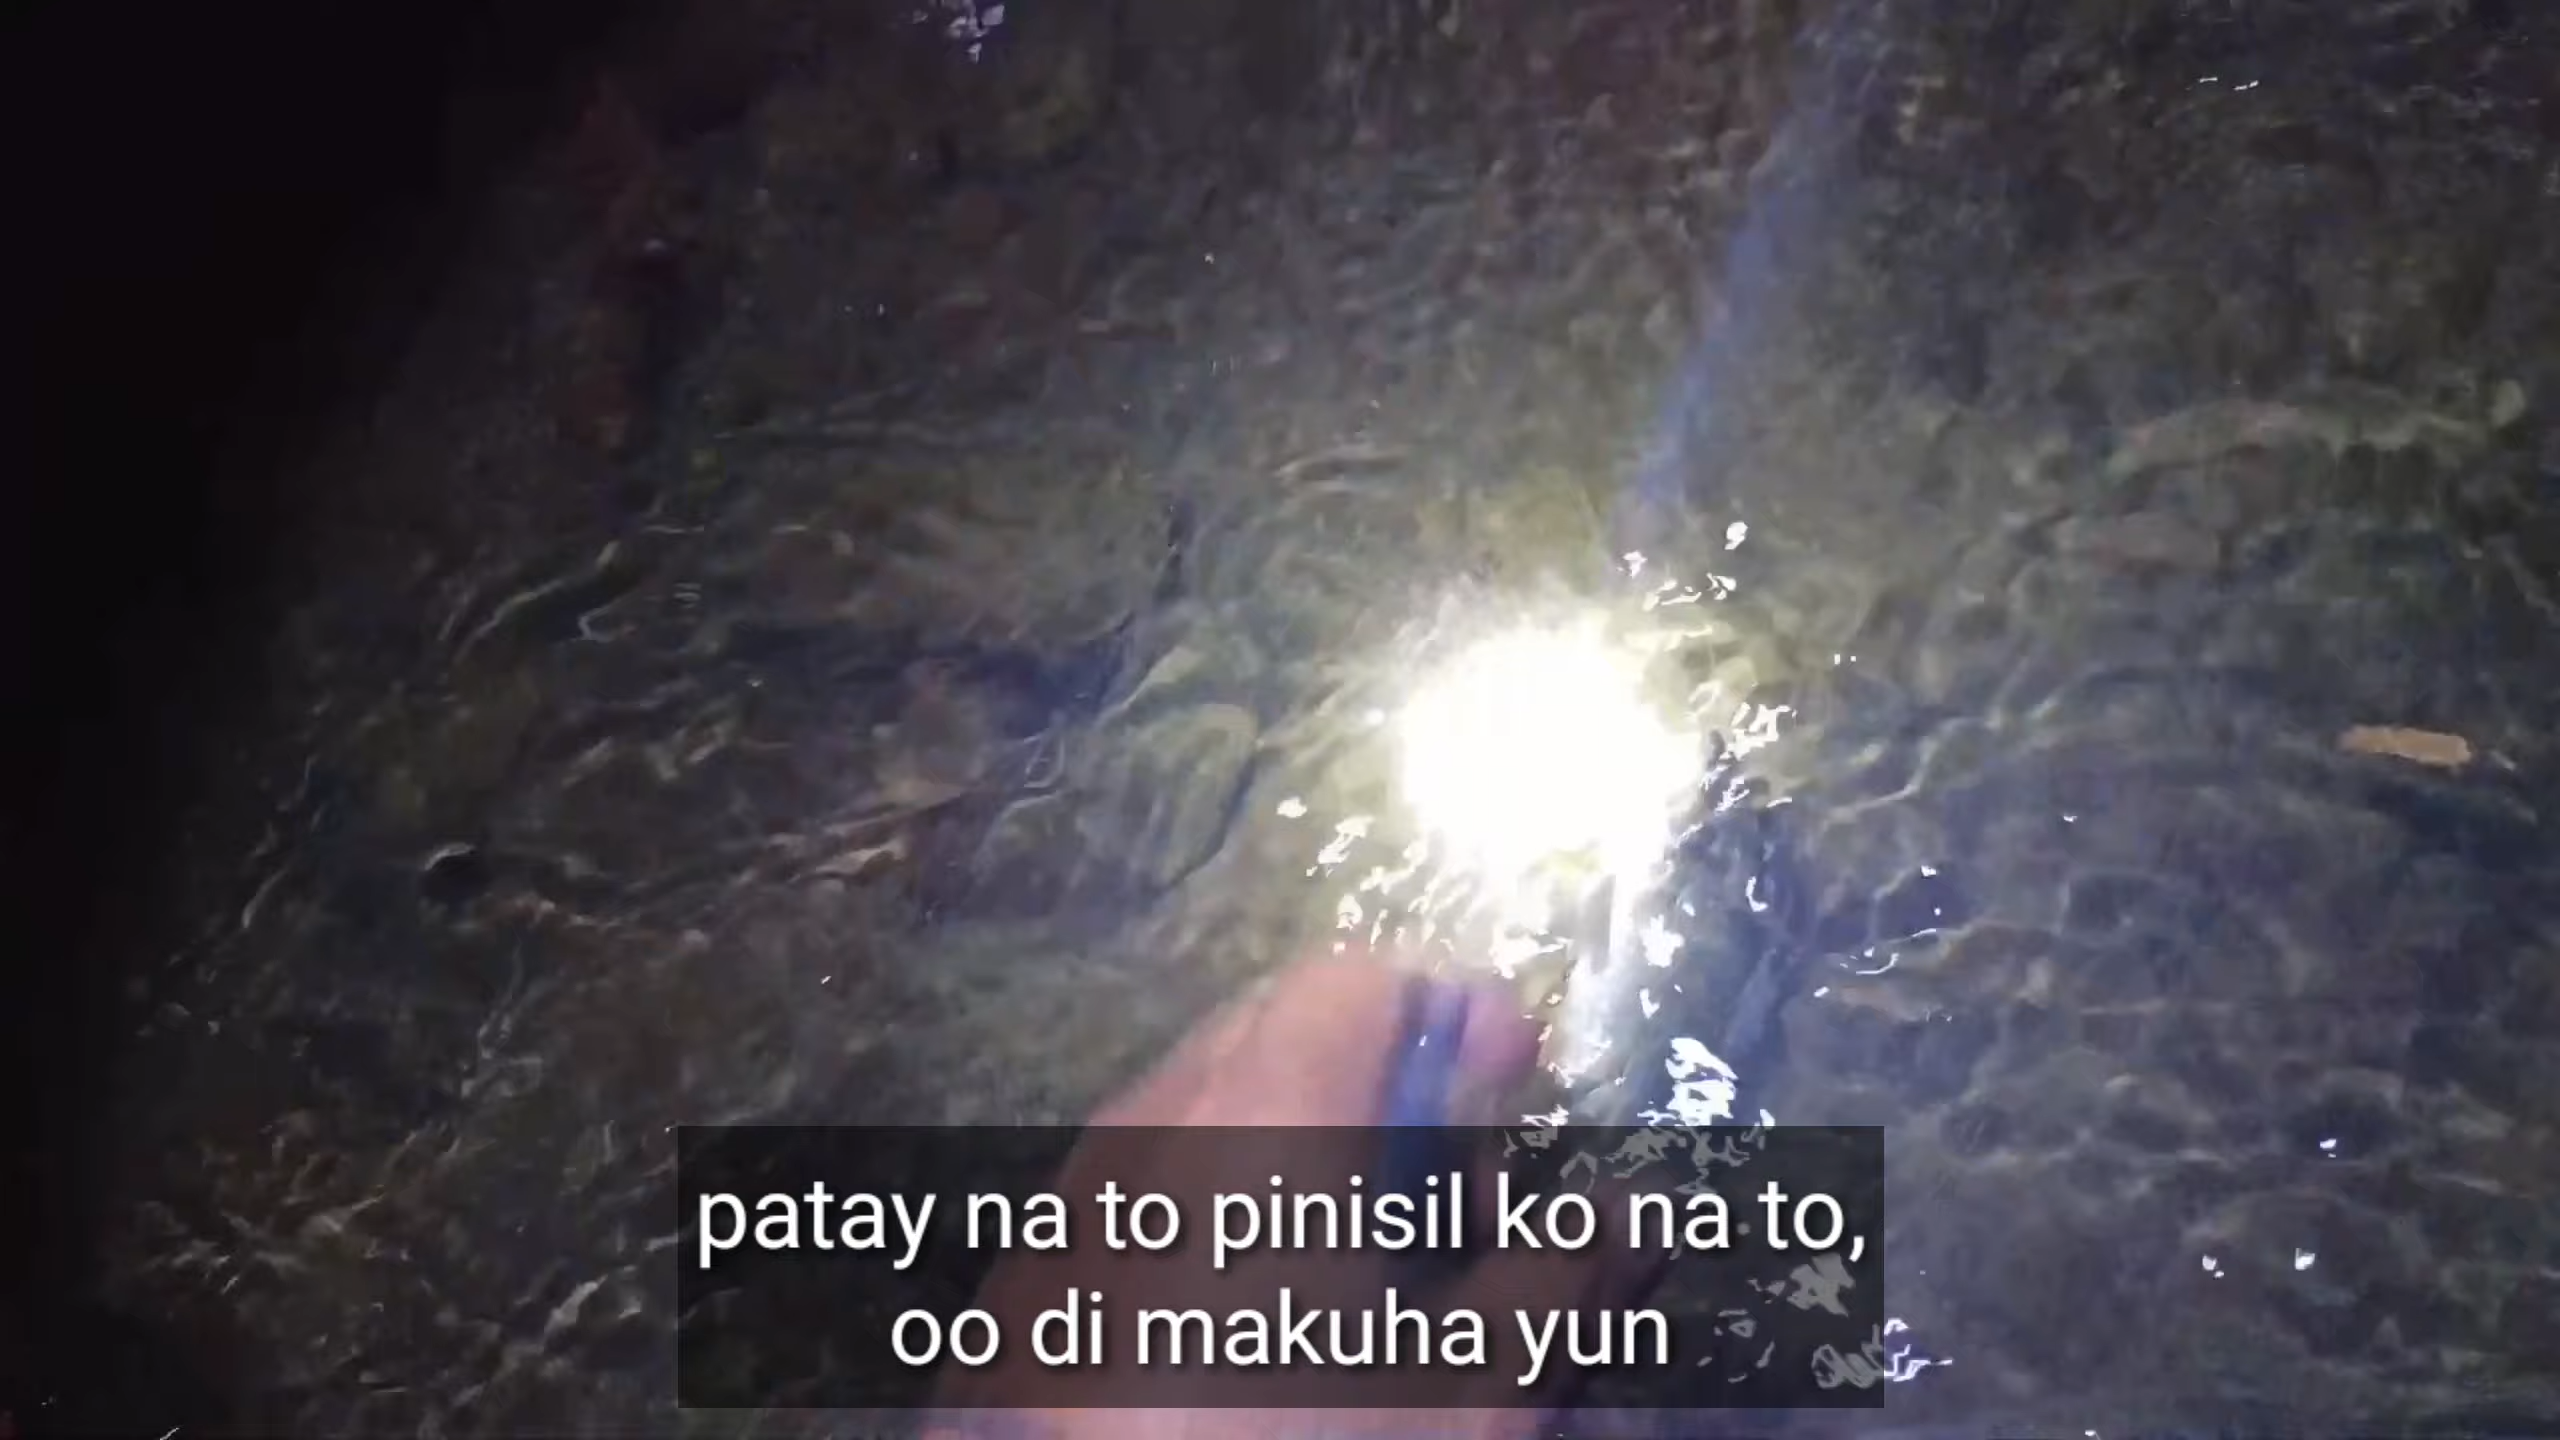 patay na to pinisil ko na to,
oo di makuha yun